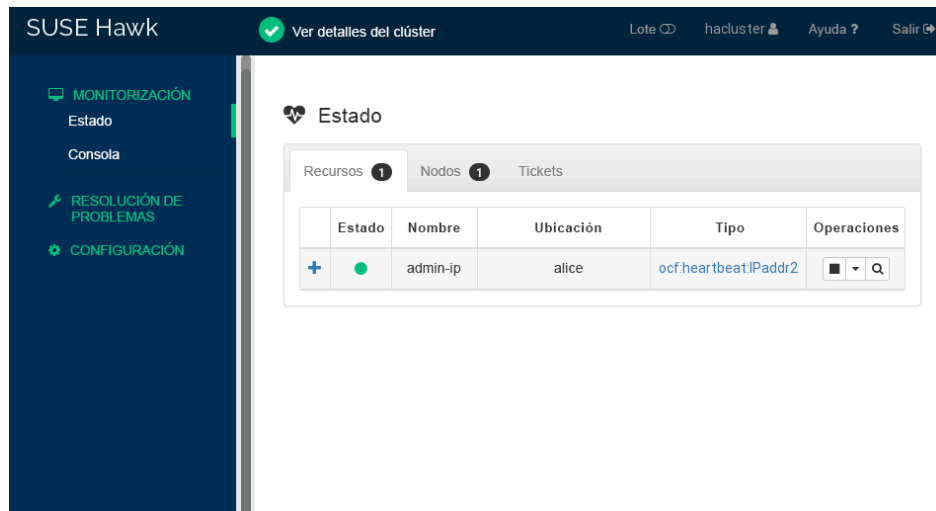 SUSE Hawk
Ver detalles del clúster
Lote
hacluster
Ayuda ?
Salir
MONITORIZACIÓN
Estado
Consola
RESOLUCIÓN DE
PROBLEMAS
CONFIGURACIÓN
Estado
Recursos 1 Nodos 1 Tickets
Estado Nombre Ubicación Tipo Operaciones
admin-ip alice ocf:heartbeat:IPaddr2